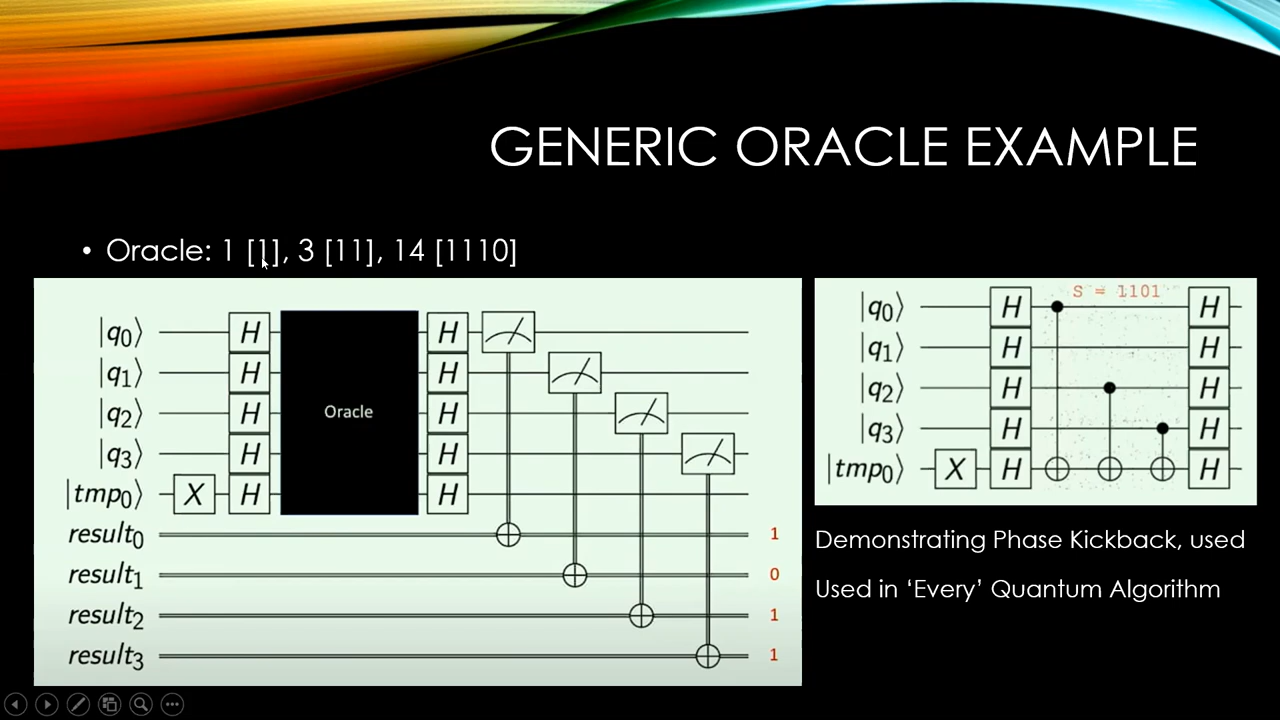 GENERIC ORACLE EXAMPLE
• Oracle: 1 [1], 3 [11], 14 [1110]
|q0⟩ H H
|q1⟩ H H
|q2⟩ H Oracle H
|q3⟩ H H
|tmp0⟩ X H H
result0 1
result1 0
result2 1
result3 1
S = 1101
|q0⟩ H H
|q1⟩ H H
|q2⟩ H H
|q3⟩ H H
|tmp0⟩ X H H
Demonstrating Phase Kickback, used
Used in ‘Every’ Quantum Algorithm